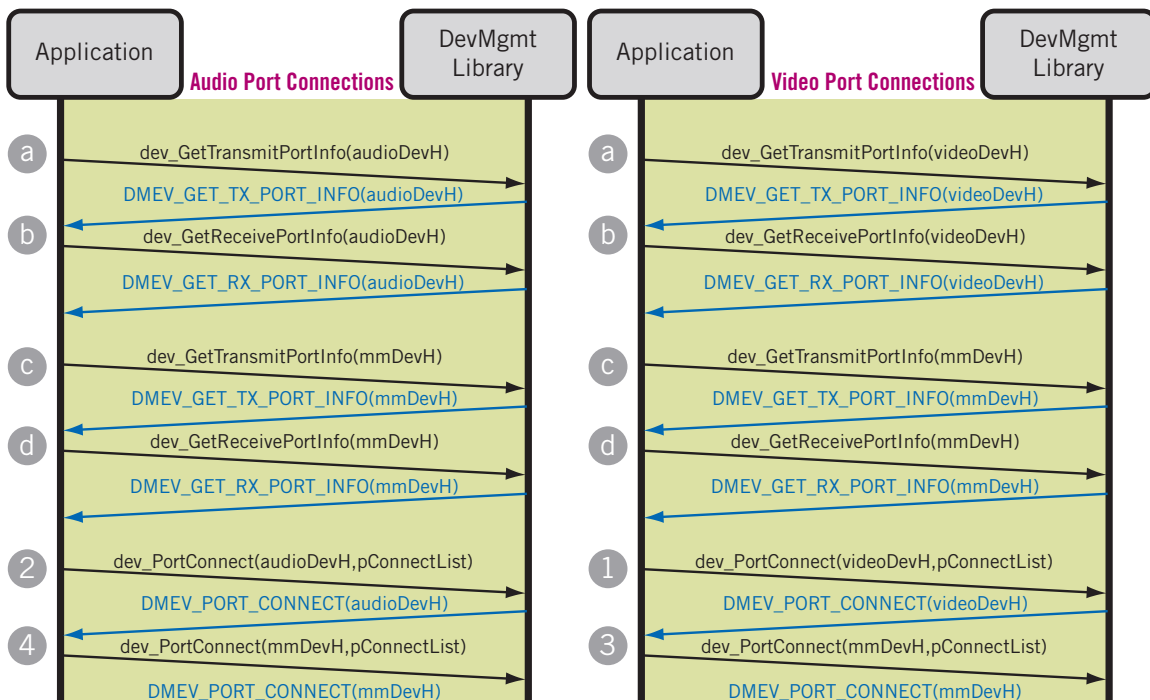 Application
DevMgmt
Library
Audio Port Connections
a
dev_GetTransmitPortInfo(audioDevH)
DMEV_GET_TX_PORT_INFO(audioDevH)
b
dev_GetReceivePortInfo(audioDevH)
DMEV_GET_RX_PORT_INFO(audioDevH)
c
dev_GetTransmitPortInfo(mmDevH)
DMEV_GET_TX_PORT_INFO(mmDevH)
d
dev_GetReceivePortInfo(mmDevH)
DMEV_GET_RX_PORT_INFO(mmDevH)
2
dev_PortConnect(audioDevH,pConnectList)
DMEV_PORT_CONNECT(audioDevH)
4
dev_PortConnect(mmDevH,pConnectList)
DMEV_PORT_CONNECT(mmDevH)
Application
DevMgmt
Library
Video Port Connections
a
dev_GetTransmitPortInfo(videoDevH)
DMEV_GET_TX_PORT_INFO(videoDevH)
b
dev_GetReceivePortInfo(videoDevH)
DMEV_GET_RX_PORT_INFO(videoDevH)
c
dev_GetTransmitPortInfo(mmDevH)
DMEV_GET_TX_PORT_INFO(mmDevH)
d
dev_GetReceivePortInfo(mmDevH)
DMEV_GET_RX_PORT_INFO(mmDevH)
1
dev_PortConnect(videoDevH,pConnectList)
DMEV_PORT_CONNECT(videoDevH)
3
dev_PortConnect(mmDevH,pConnectList)
DMEV_PORT_CONNECT(mmDevH)